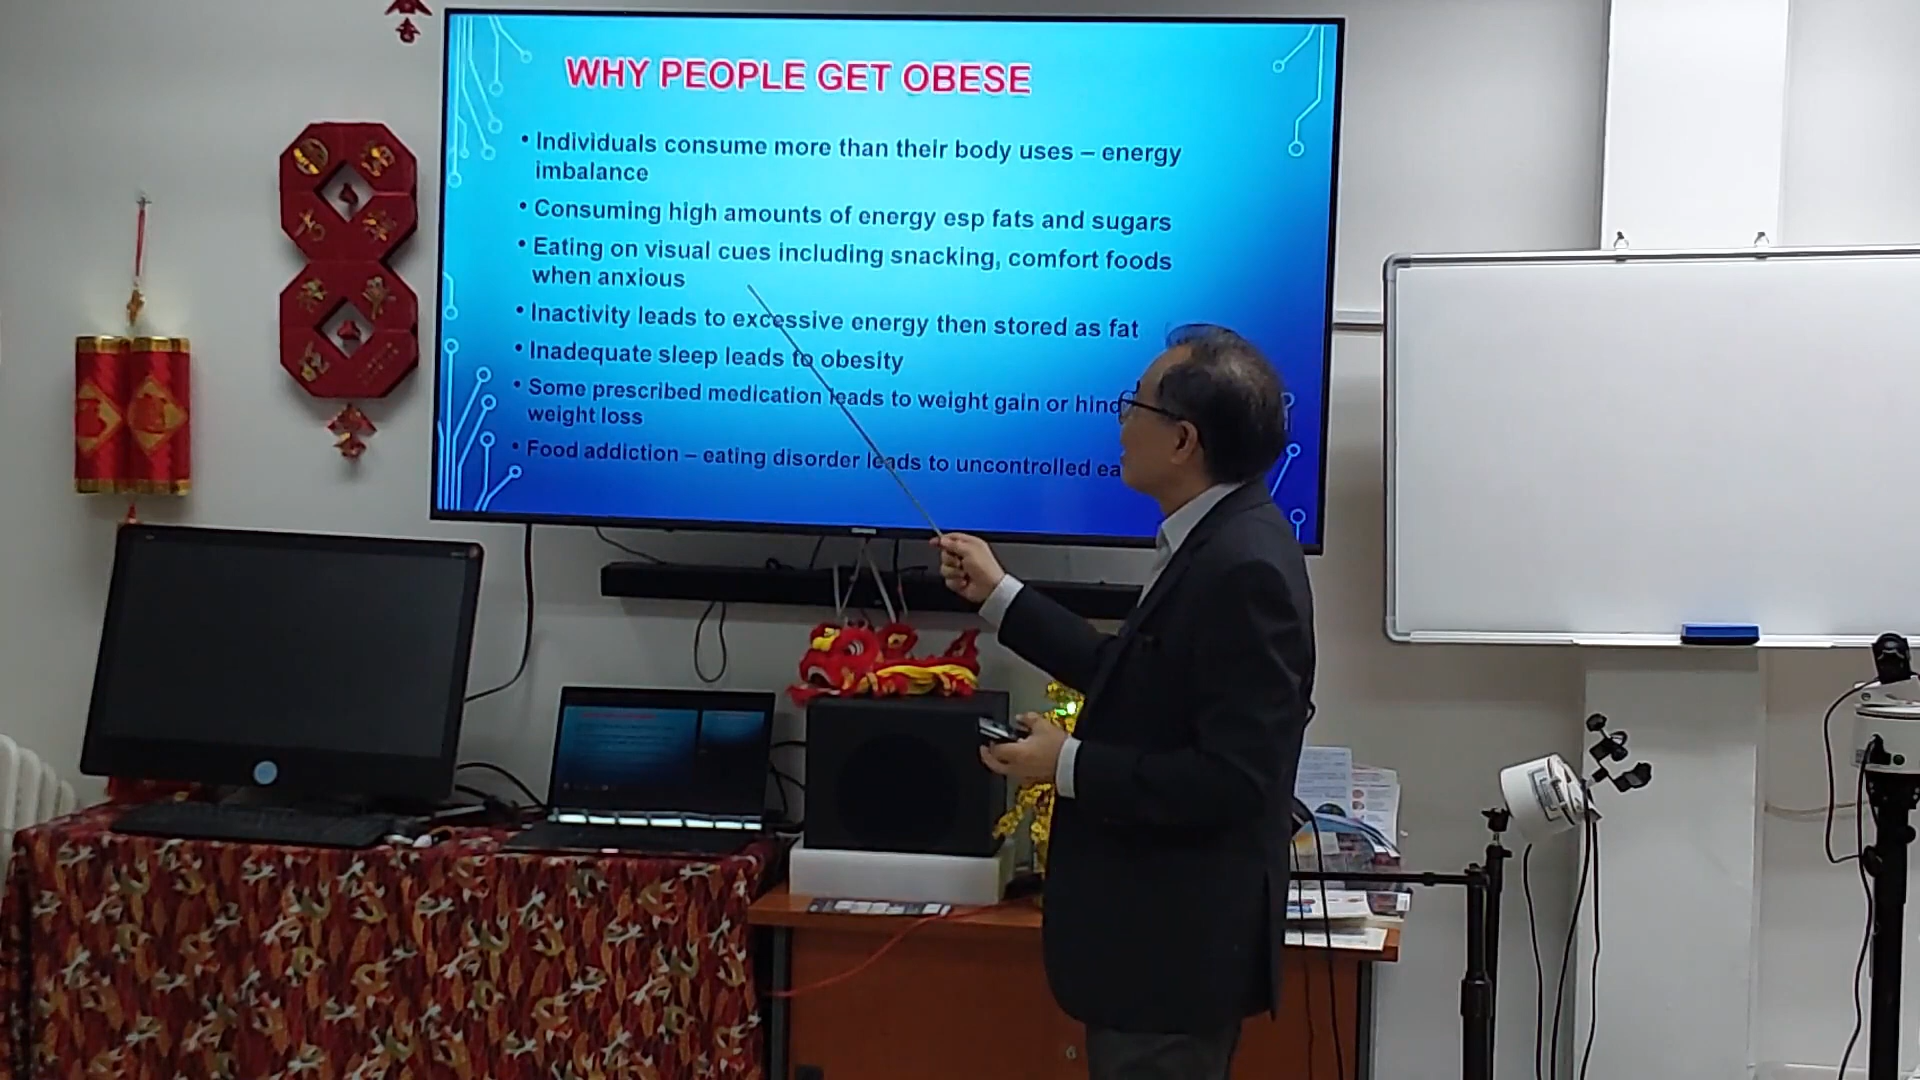 WHY PEOPLE GET OBESE
• Individuals consume more than their body uses – energy
imbalance
• Consuming high amounts of energy esp fats and sugars
• Eating on visual cues including snacking, comfort foods
when anxious
• Inactivity leads to excessive energy then stored as fat
• Inadequate sleep leads to obesity
• Some prescribed medication leads to weight gain or
weight loss
• Food addiction – eating disorder leads to uncontrolled